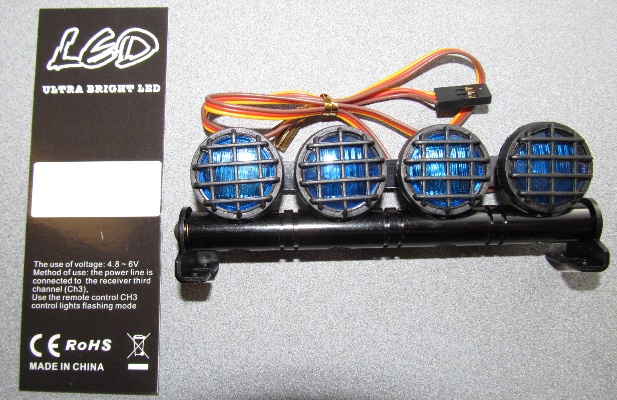 LED
ULTRA BRIGHT LED
The use of voltage: 4.8 ~ 6V
Method of use: the power line is
connected to the receiver third
channel (Ch3),
Use the remote control CH3
control lights flashing mode
CE RoHS
MADE IN CHINA